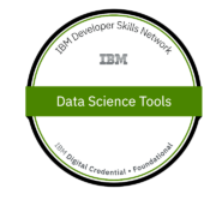 IBM Developer Skills Network
IBM
Data Science Tools
IBM Digital Credential • Foundational